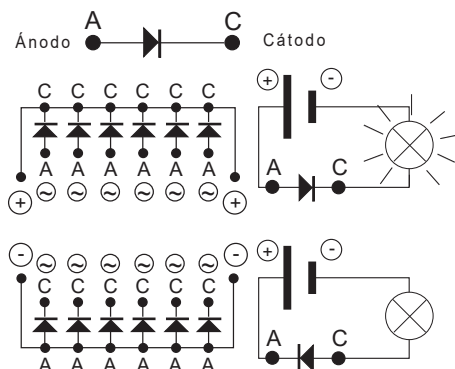 A C
Ánodo Cátodo
C C C C C C
A A A A A A
~ ~ ~ ~ ~ ~
+ +
+ -
A C
- ~ ~ ~ ~ ~ ~ -
C C C C C C
A A A A A A
+ -
A C